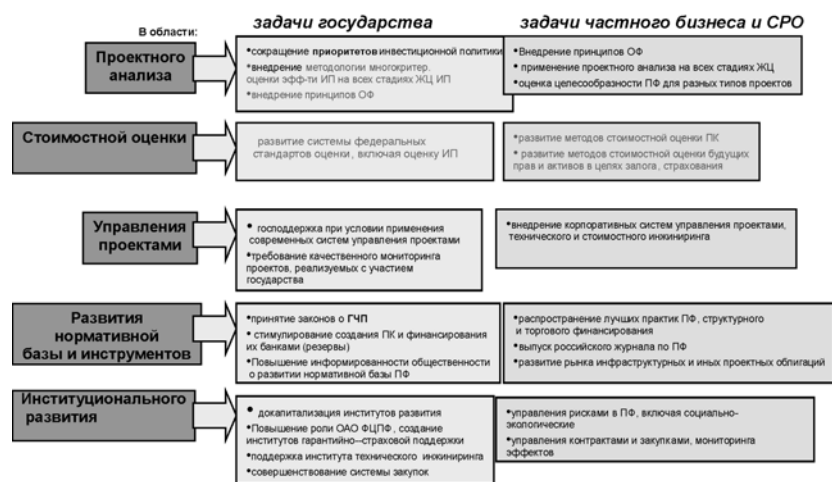 задачи государства
задачи частного бизнеса и СРО
В области:
Проектного
анализа
•сокращение приоритетов инвестиционной политики
•внедрение методологии многокритер.
оценки эфф-ти ИП на всех стадиях ЖЦ ИП
•внедрение принципов ОФ
•Внедрение принципов ОФ
• применение проектного анализа на всех стадиях ЖЦ
•оценка целесообразности ПФ для разных типов проектов
Стоимостной оценки
развитие системы федеральных
стандартов оценки, включая оценку ИП
•развитие методов стоимостной оценки ПК
• развитие методов стоимостной оценки будущих
прав и активов в целях залога, страхования
Управления
проектами
• господдержка при условии применения
современных систем управления проектами
•требование качественного мониторинга
проектов, реализуемых с участием
государства
•внедрение корпоративных систем управления проектами,
технического и стоимостного инжиниринга
Развития
нормативной
базы и инструментов
•принятие законов о ГЧП
• стимулирование создания ПК и финансирования
их банками (резервы)
•Повышение информированности общественности
о развитии нормативной базы ПФ
•распространение лучших практик ПФ, структурного
и торгового финансирования
•выпуск российского журнала по ПФ
•развитие рынка инфраструктурных и иных проектных облигаций
Институционального
развития
• докапитализация институтов развития
•Повышение роли ОАО ФЦПФ, создание
институтов гарантийно–страховой поддержки
•поддержка института технического инжиниринга
•совершенствование системы закупок
•управления рисками в ПФ, включая социально-
экологические
•управления контрактами и закупками, мониторинга
эффектов